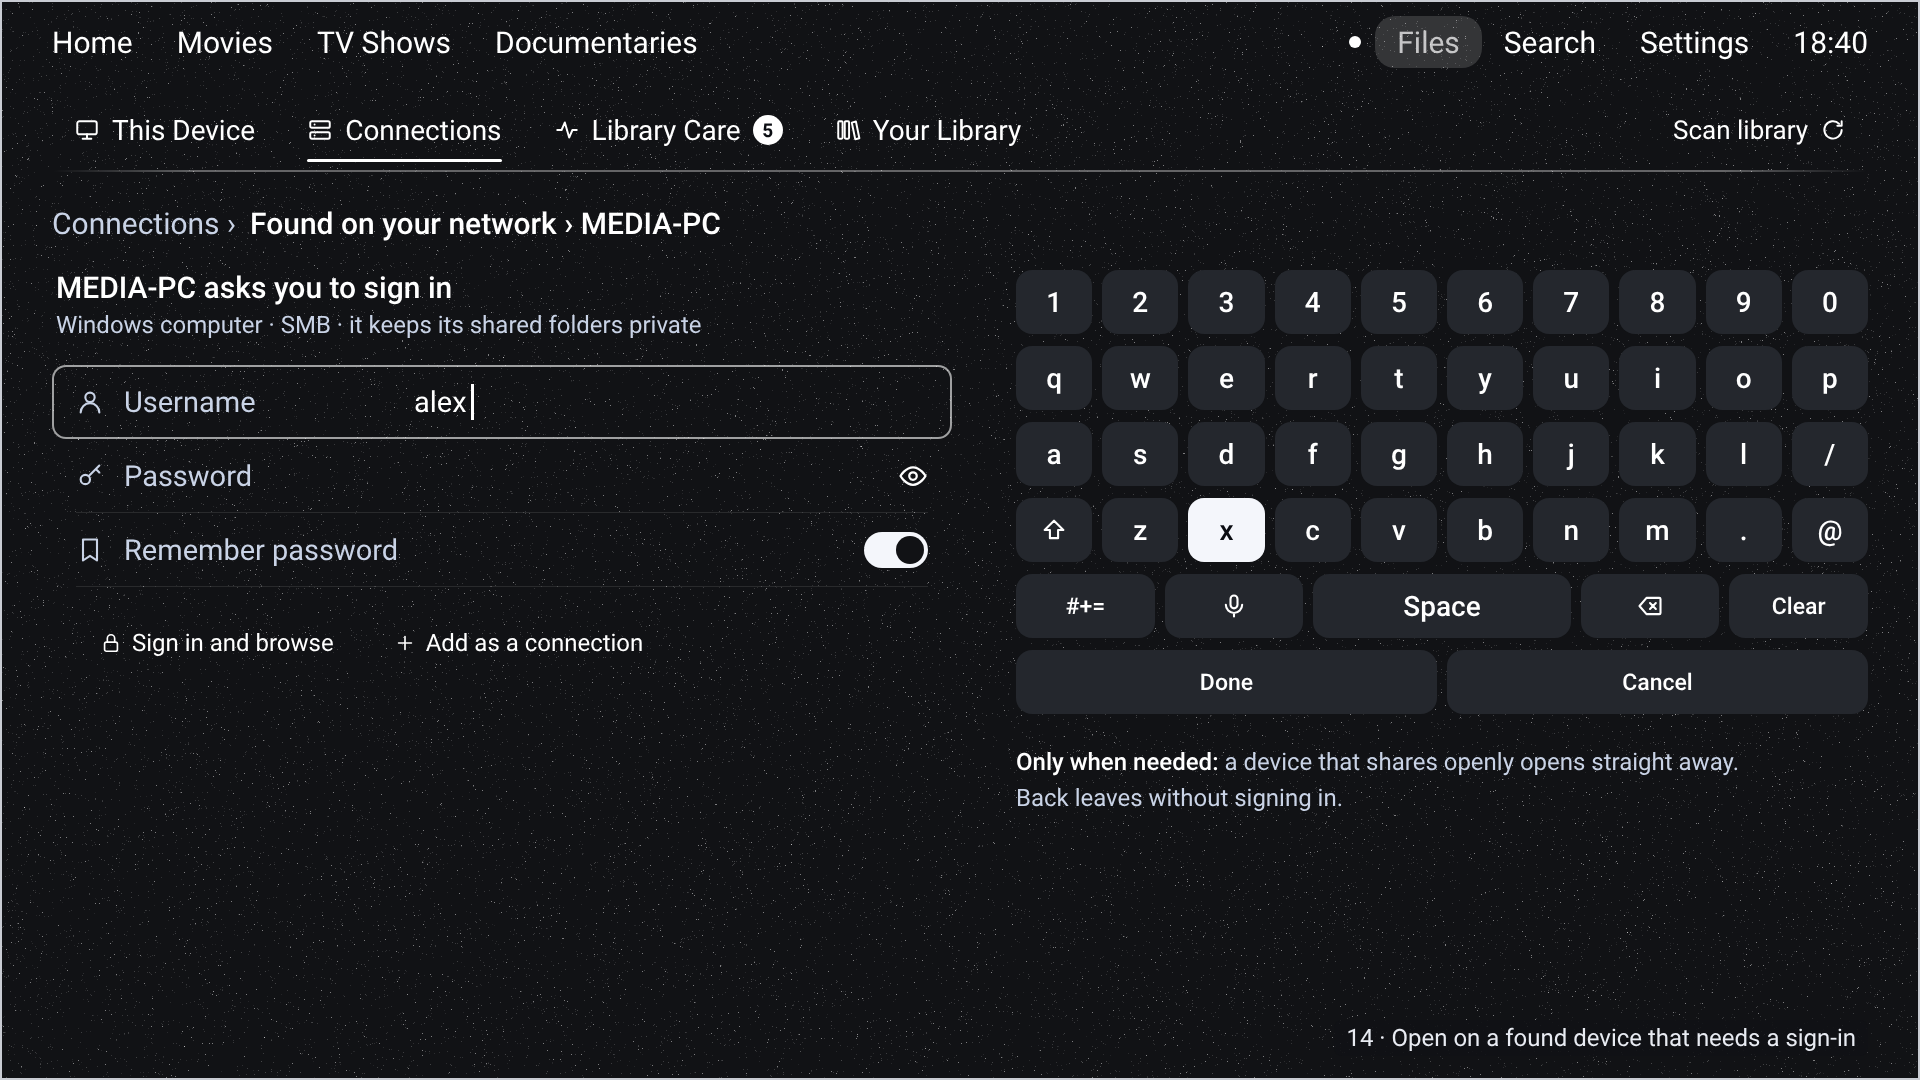 Home Movies TV Shows Documentaries Files Search Settings 18:40
This Device Connections Library Care 5 Your Library Scan library
Connections › Found on your network › MEDIA-PC
MEDIA-PC asks you to sign in
Windows computer · SMB · it keeps its shared folders private
Username alex
Password
Remember password
Sign in and browse + Add as a connection
1 2 3 4 5 6 7 8 9 0
q w e r t y u i o p
a s d f g h j k l /
z x c v b n m . @
#+= Space Clear
Done Cancel
Only when needed: a device that shares openly opens straight away.
Back leaves without signing in.
14 · Open on a found device that needs a sign-in